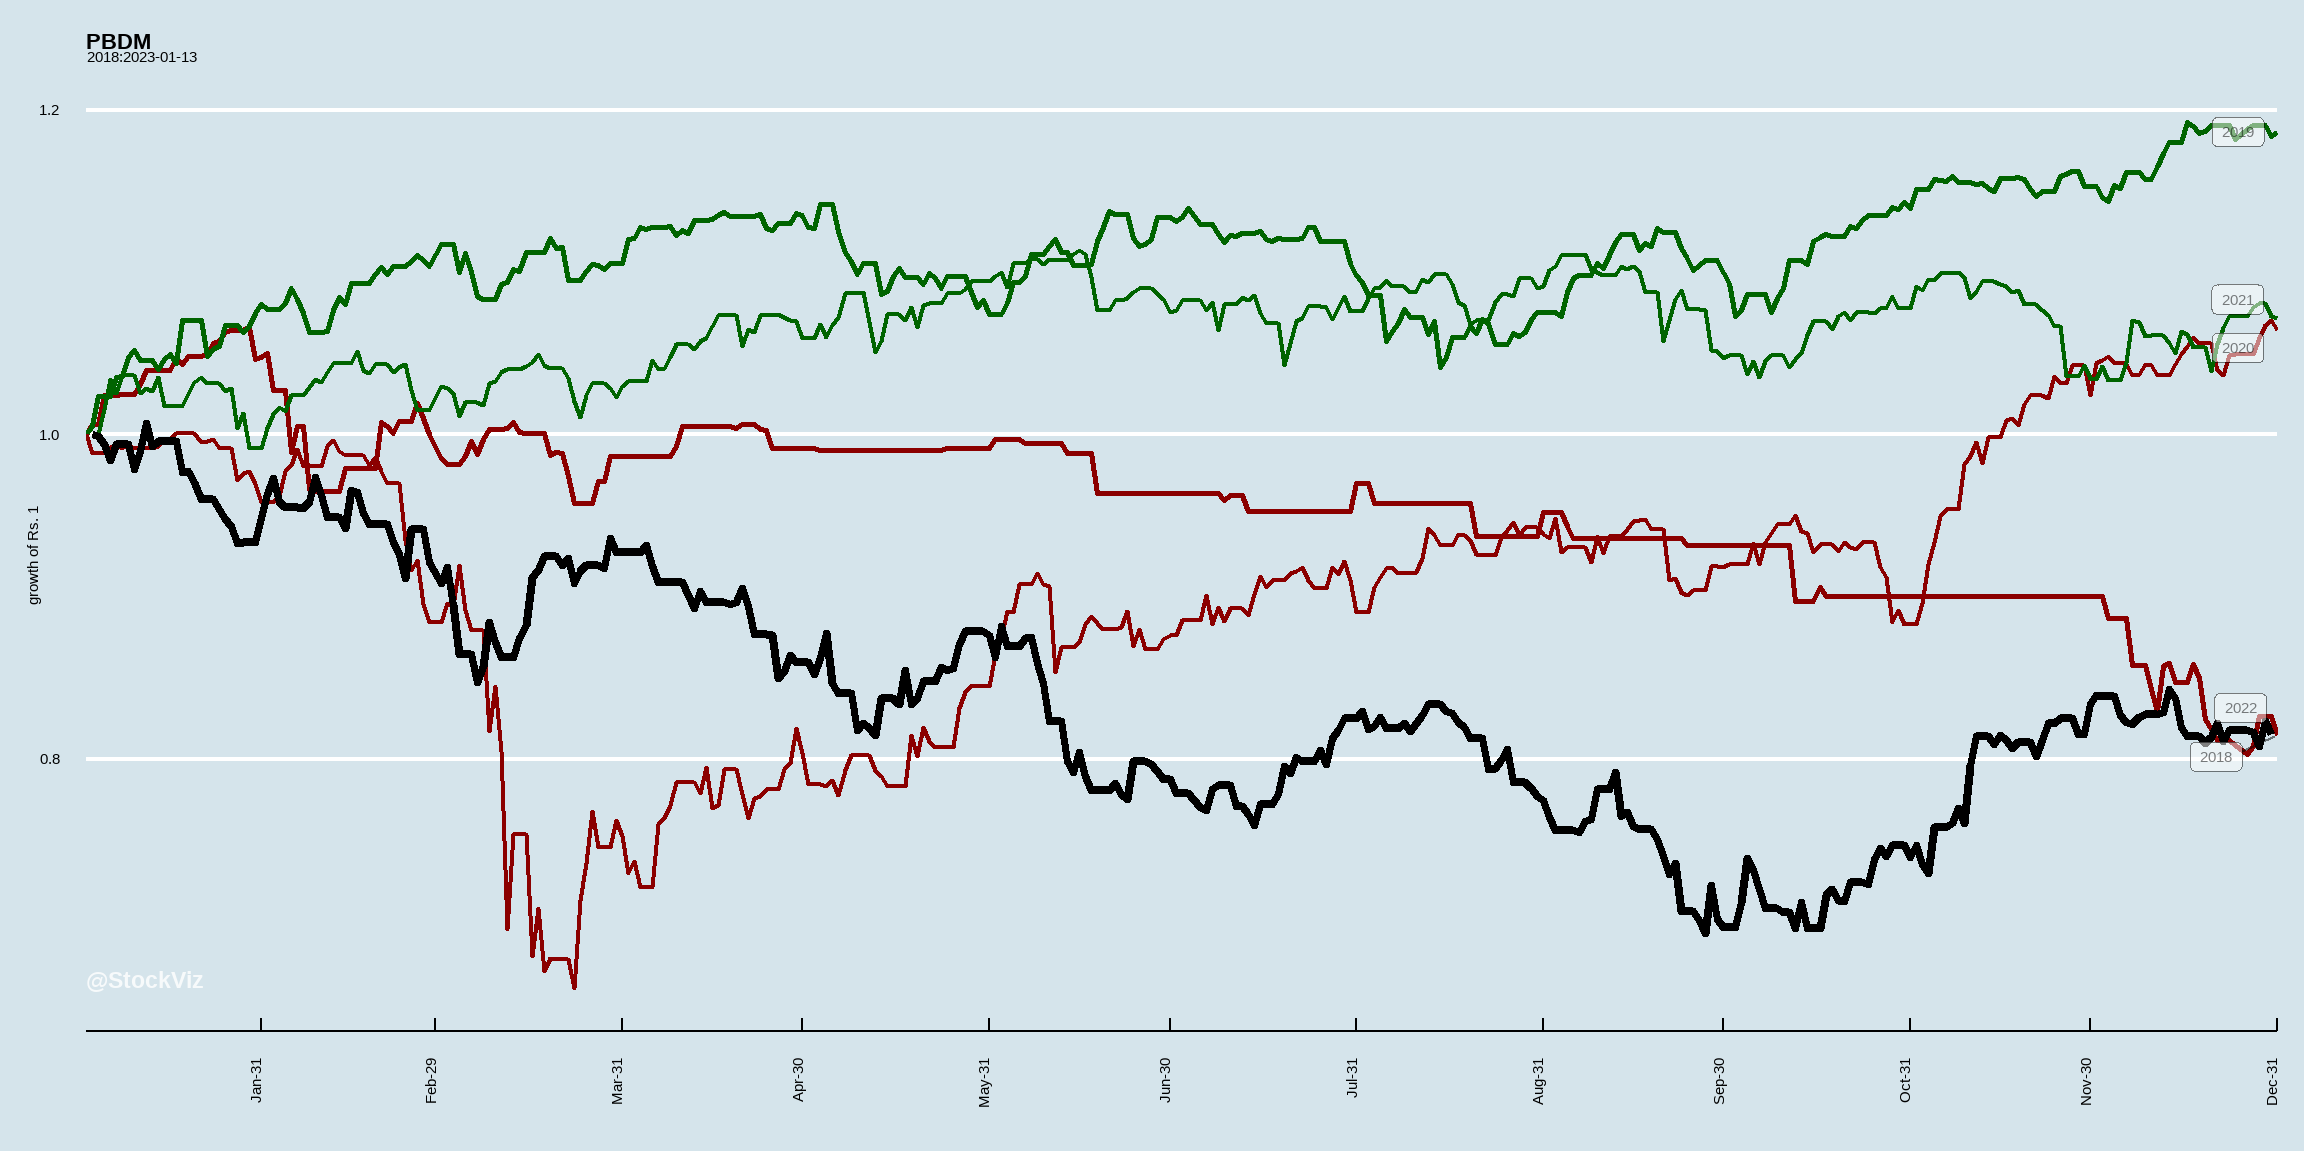 PBDM
2018:2023-01-13
1.2
1.0
0.8
growth of Rs. 1
2019
2021
2020
2022
2018
@StockViz
Jan-31
Feb-29
Mar-31
Apr-30
May-31
Jun-30
Jul-31
Aug-31
Sep-30
Oct-31
Nov-30
Dec-31